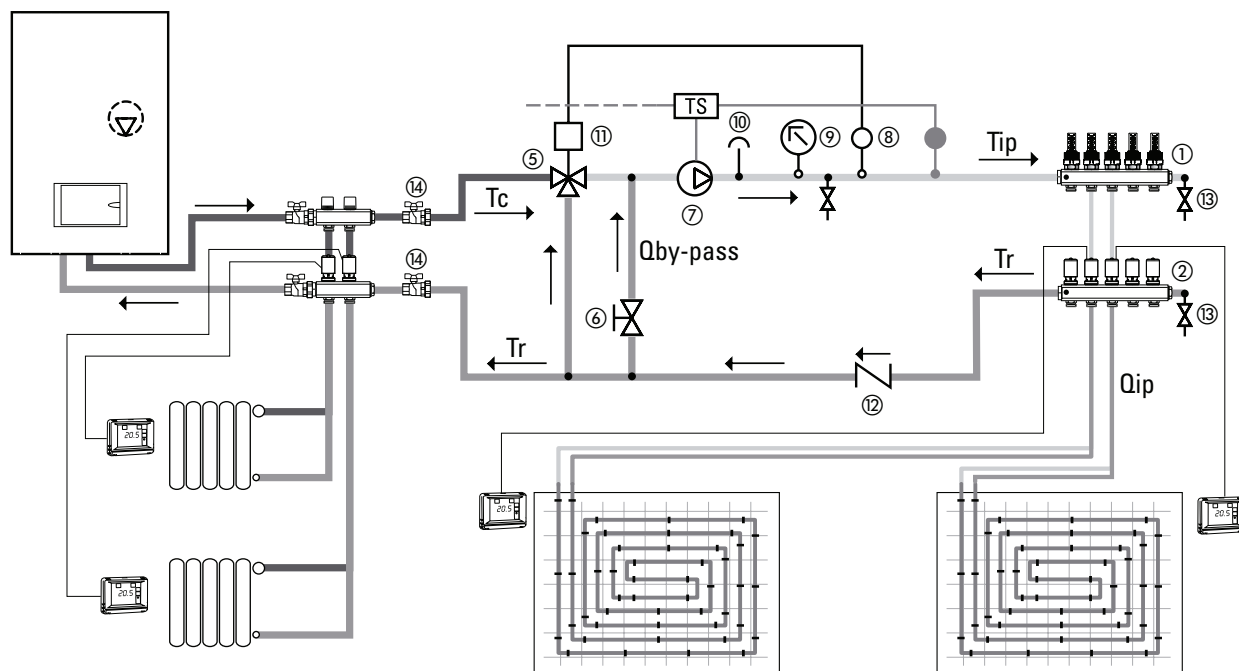 TS
⑩
⑪
⑨
⑧
⑤
Tip
①
⑭
Tc
⑦
⑬
Qby-pass
⑭
Tr
②
⑥
⑬
Tr
⑫
Qip
20.5
20.5
20.5
20.5